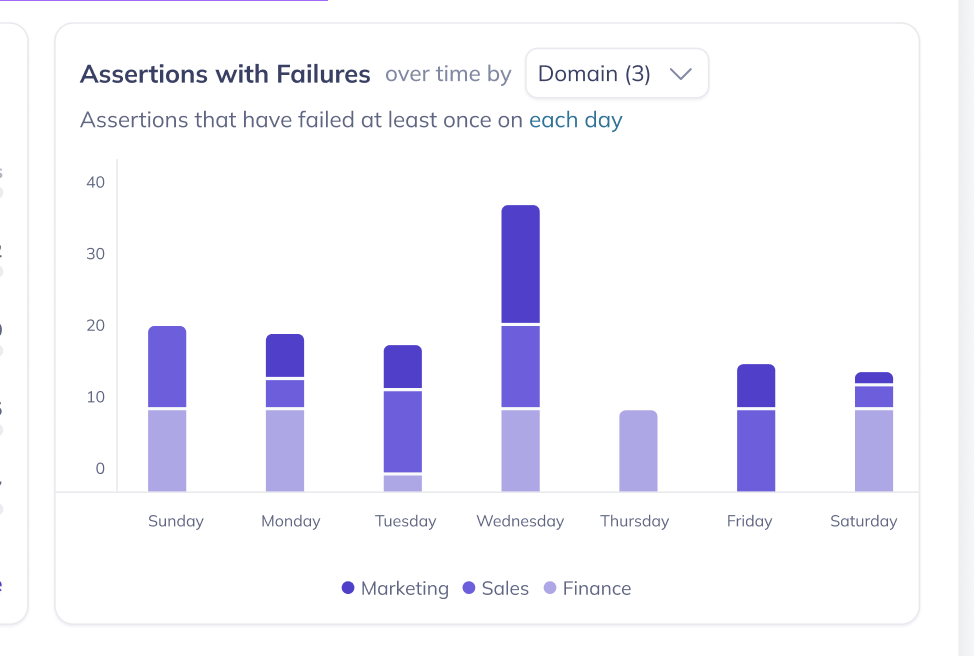 Assertions with Failures over time by Domain (3)
Assertions that have failed at least once on each day
40
30
20
10
0
Sunday Monday Tuesday Wednesday Thursday Friday Saturday
Marketing Sales Finance